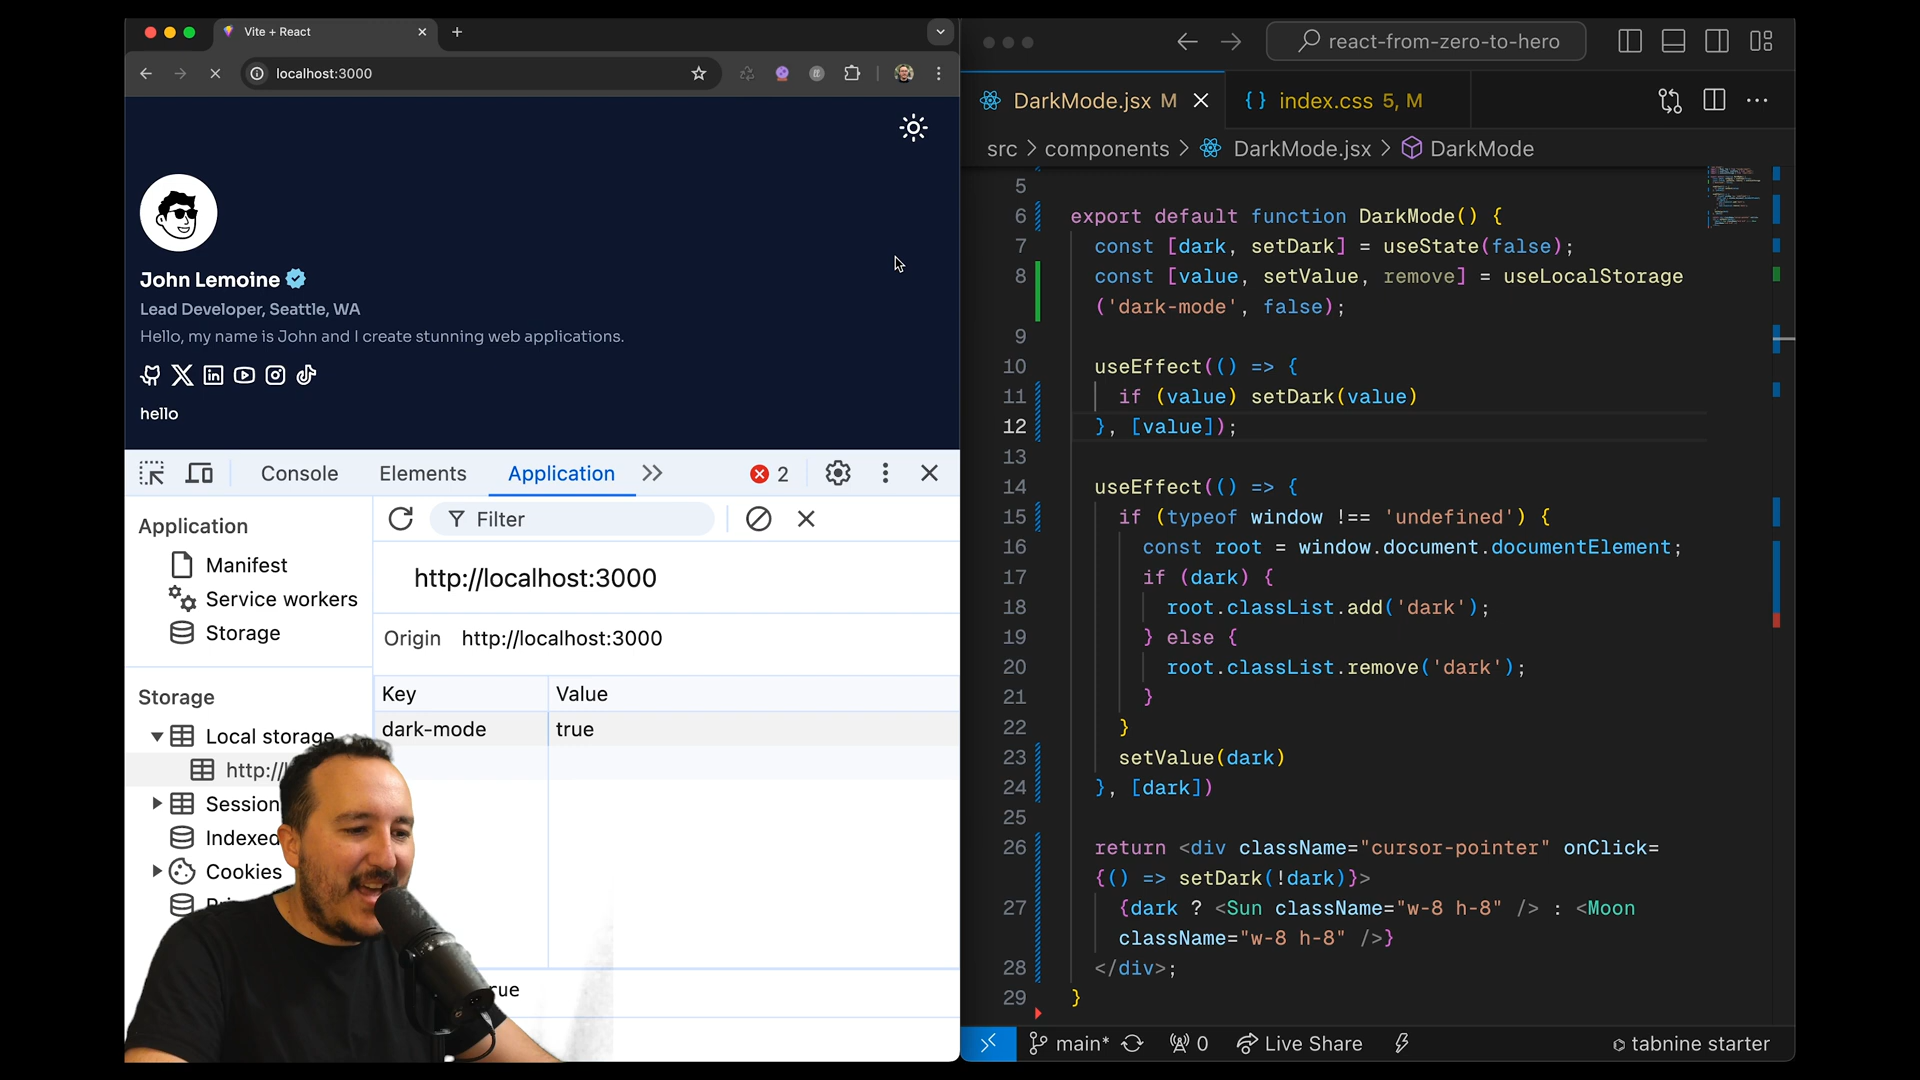 Vite + React
localhost:3000
John Lemoine
Lead Developer, Seattle, WA
Hello, my name is John and I create stunning web applications.
hello
Console Elements Application 2
Application
Manifest
Service workers
Storage
Storage
Local storage
http://
Session
Indexed
Cookies
Filter
http://localhost:3000
Origin http://localhost:3000
Key Value
dark-mode true
rue
react-from-zero-to-hero
DarkMode.jsx M index.css 5, M
src > components > DarkMode.jsx > DarkMode
5
6 export default function DarkMode() {
7 const [dark, setDark] = useState(false);
8 const [value, setValue, remove] = useLocalStorage
('dark-mode', false);
9
10 useEffect(() => {
11 if (value) setDark(value)
12 }, [value]);
13
14 useEffect(() => {
15 if (typeof window !== 'undefined') {
16 const root = window.document.documentElement;
17 if (dark) {
18 root.classList.add('dark');
19 } else {
20 root.classList.remove('dark');
21 }
22 }
23 setValue(dark)
24 }, [dark])
25
26 return <div className="cursor-pointer" onClick=
{() => setDark(!dark)}>
27 {dark ? <Sun className="w-8 h-8" /> : <Moon
className="w-8 h-8" />}
28 </div>;
29 }
main* 0 Live Share tabnine starter